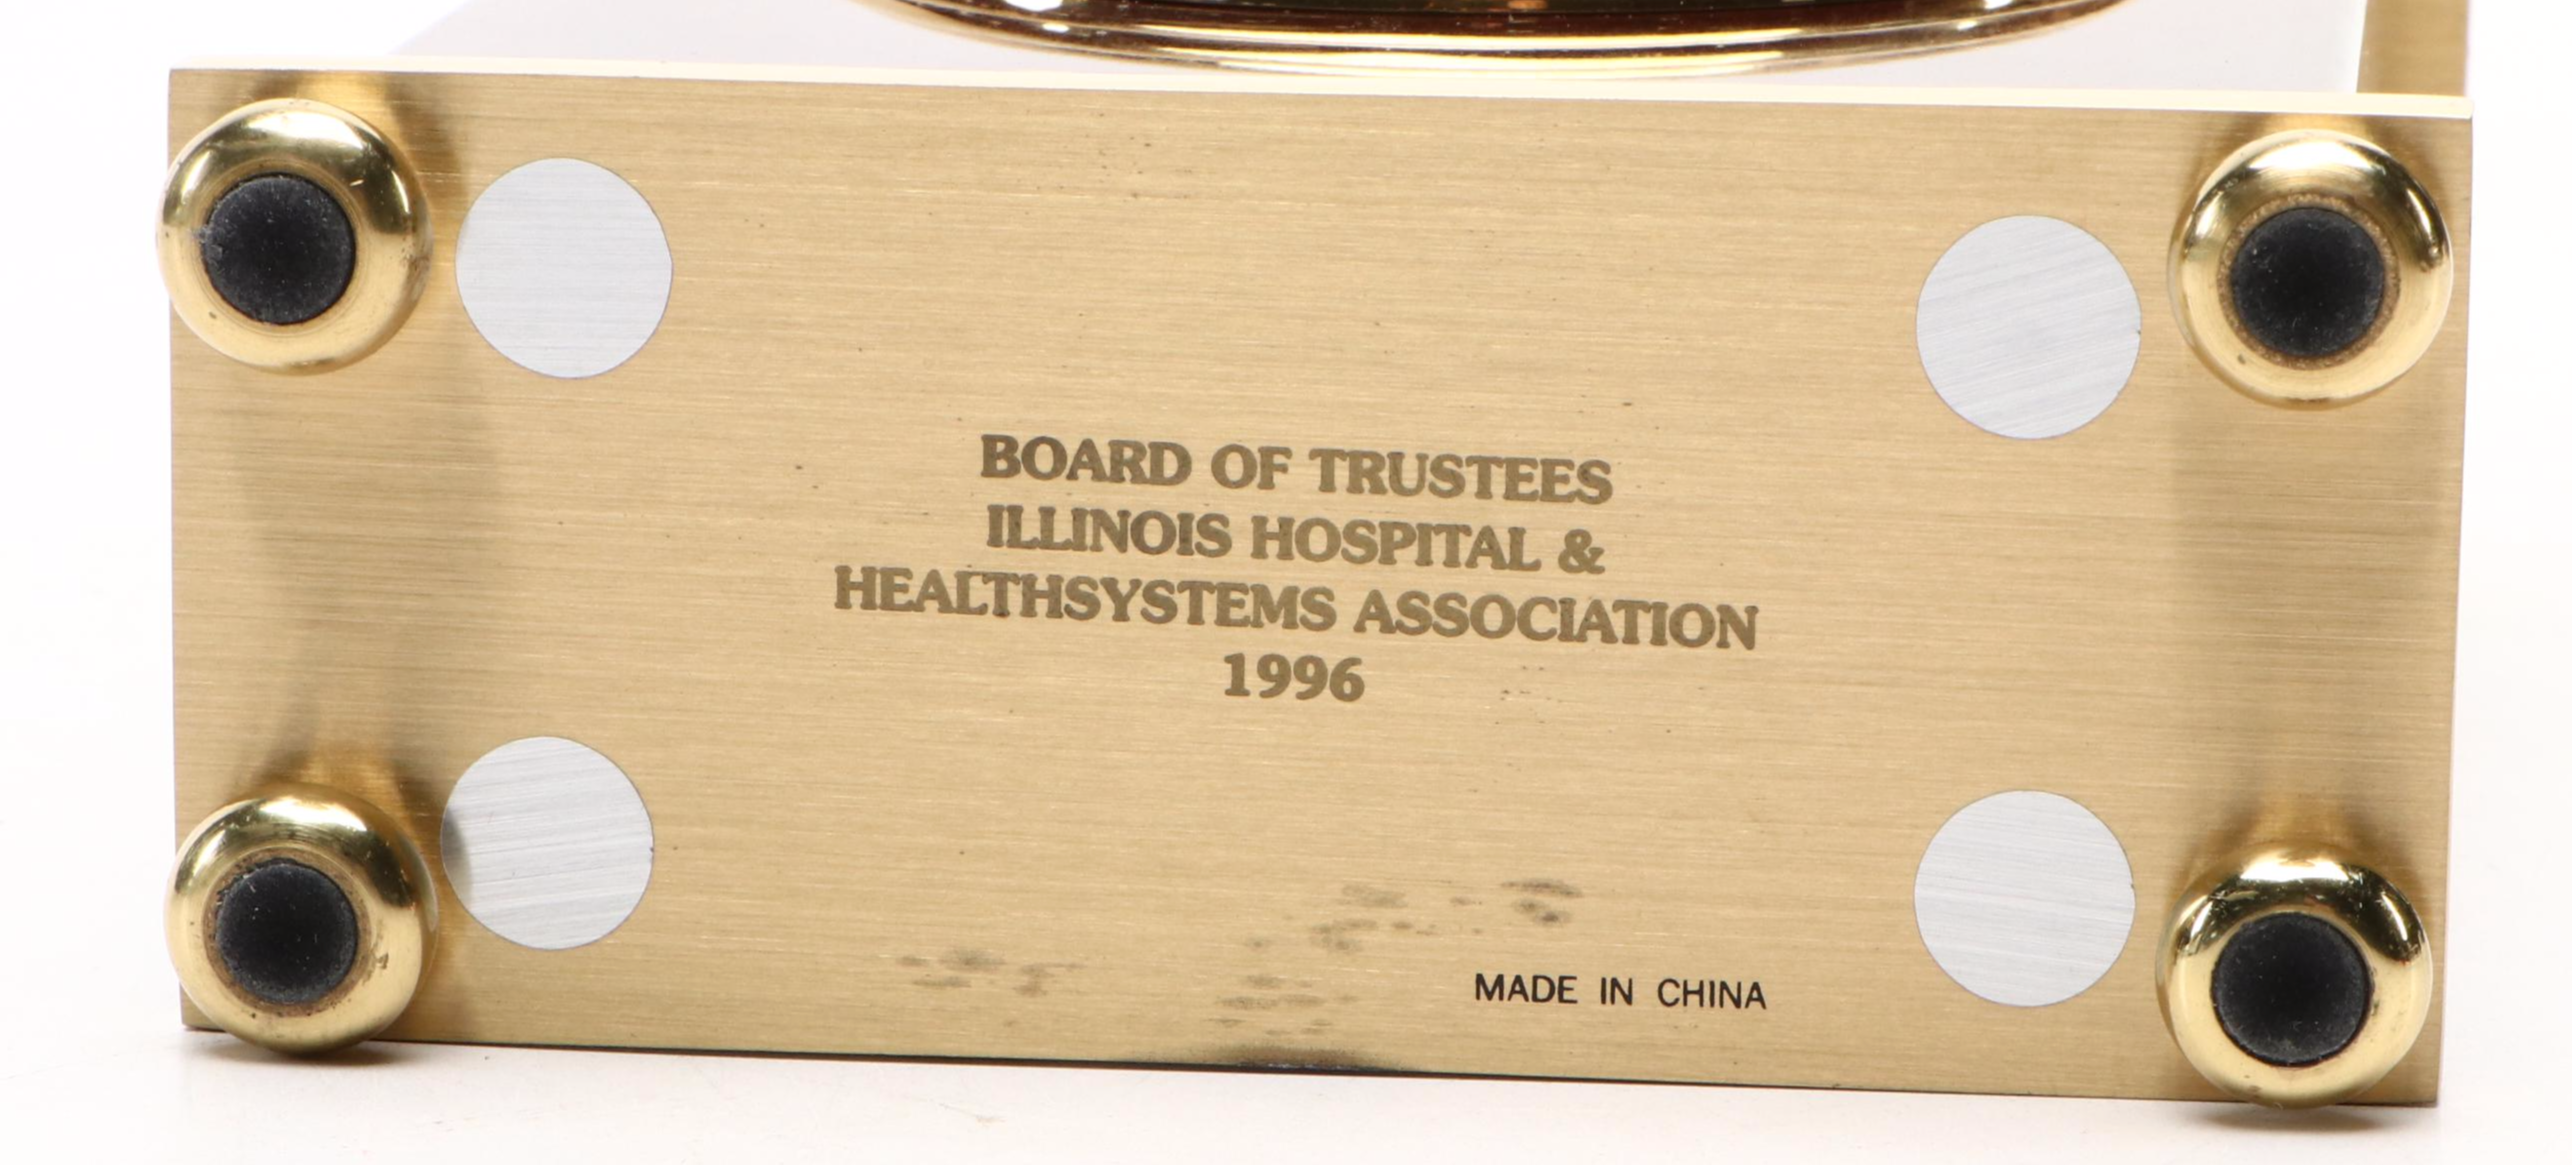 BOARD OF TRUSTEES
ILLINOIS HOSPITAL &
HEALTHSYSTEMS ASSOCIATION
1996
MADE IN CHINA